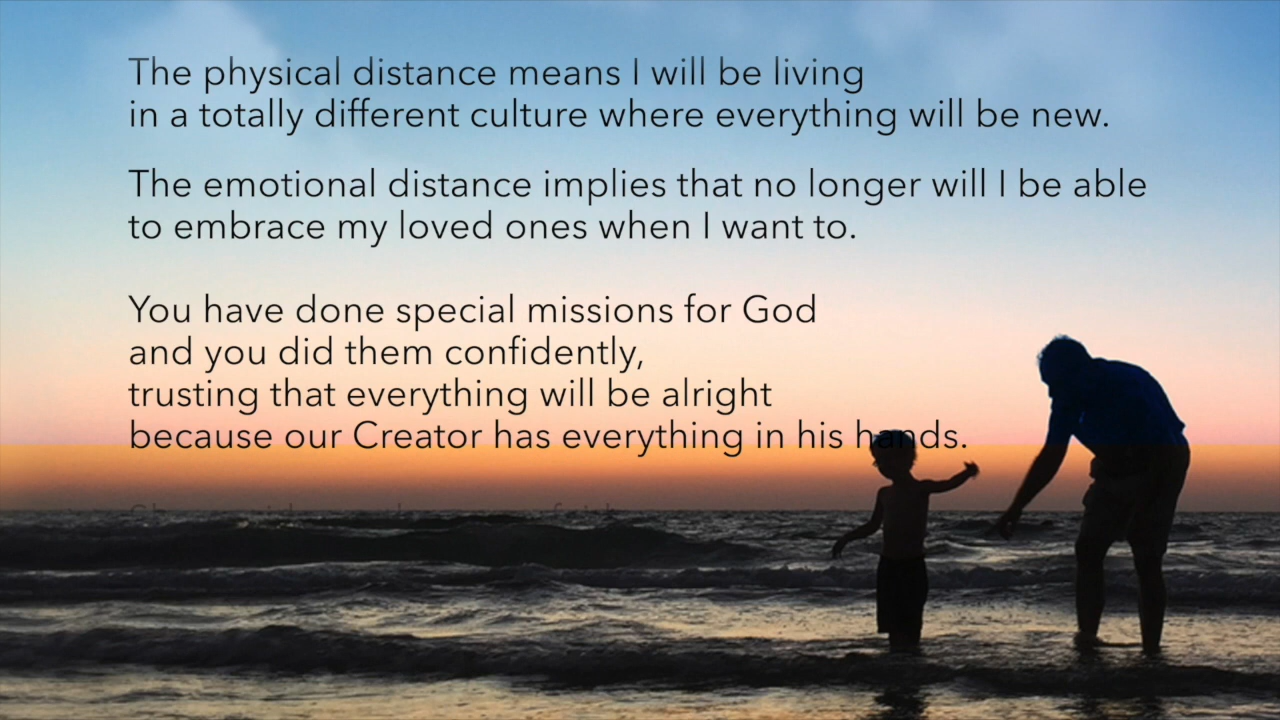 The physical distance means I will be living
in a totally different culture where everything will be new.
The emotional distance implies that no longer will I be able
to embrace my loved ones when I want to.
You have done special missions for God
and you did them confidently,
trusting that everything will be alright
because our Creator has everything in his hands.